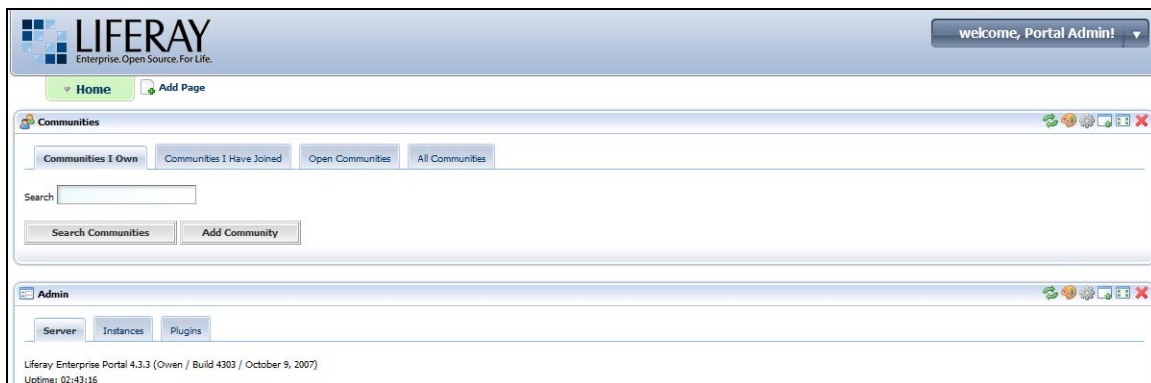 LIFERAY
Enterprise. Open Source. For Life.
welcome, Portal Admin!
Home Add Page
Communities
Communities I Own Communities I Have Joined Open Communities All Communities
Search
Search Communities Add Community
Admin
Server Instances Plugins
Liferay Enterprise Portal 4.3.3 (Owen / Build 4303 / October 9, 2007)
Uptime: 02:43:16